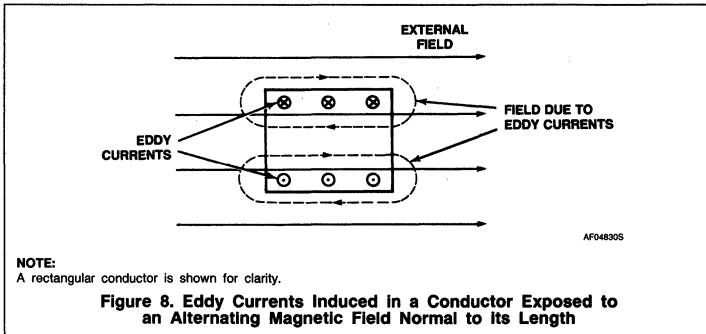 EXTERNAL
FIELD
FIELD DUE TO
EDDY CURRENTS
EDDY
CURRENTS
AF04830S
NOTE:
A rectangular conductor is shown for clarity.
Figure 8. Eddy Currents Induced in a Conductor Exposed to
an Alternating Magnetic Field Normal to its Length